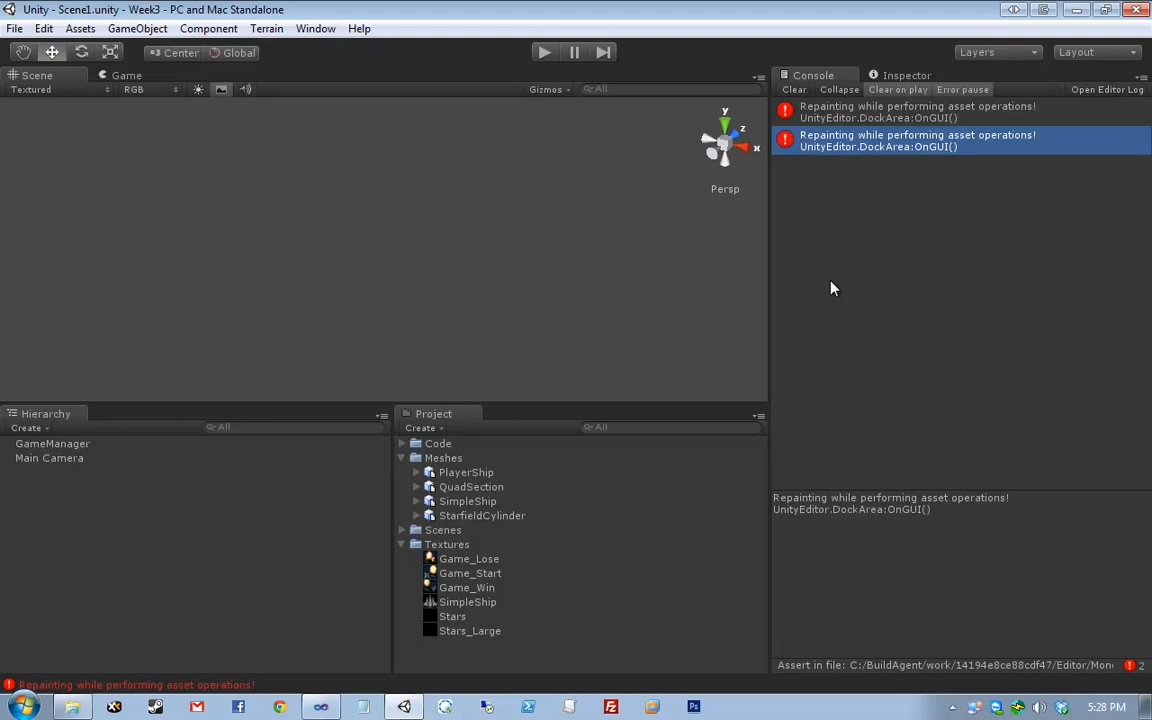 Unity - Scene1.unity - Week3 - PC and Mac Standalone
File Edit Assets GameObject Component Terrain Window Help
Center Global Layers Layout
Scene Game
Textured RGB Gizmos All
y
z
x
Persp
Console Inspector
Clear Collapse Clear on play Error pause Open Editor Log
Repainting while performing asset operations!
UnityEditor.DockArea:OnGUI()
Repainting while performing asset operations!
UnityEditor.DockArea:OnGUI()
Hierarchy
Create All
GameManager
Main Camera
Project
Create All
Code
Meshes
PlayerShip
QuadSection
SimpleShip
StarfieldCylinder
Scenes
Textures
Game_Lose
Game_Start
Game_Win
SimpleShip
Stars
Stars_Large
Repainting while performing asset operations!
UnityEditor.DockArea:OnGUI()
Assert in file: C:/BuildAgent/work/14194e8ce88cdf47/Editor/Mono
2
Repainting while performing asset operations!
Ps
5:28 PM